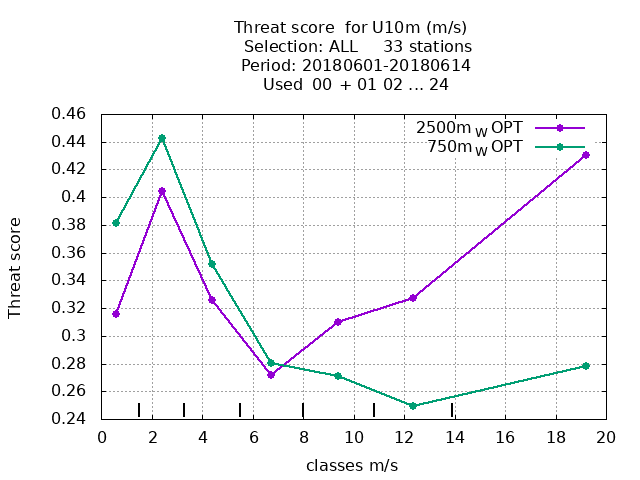 Threat score for U10m (m/s)
Selection: ALL 33 stations
Period: 20180601-20180614
Used 00 + 01 02 ... 24
2500m W OPT
750m W OPT
0.46
0.44
0.42
0.4
0.38
0.36
0.34
0.32
0.3
0.28
0.26
0.24
Threat score
0 2 4 6 8 10 12 14 16 18 20
classes m/s